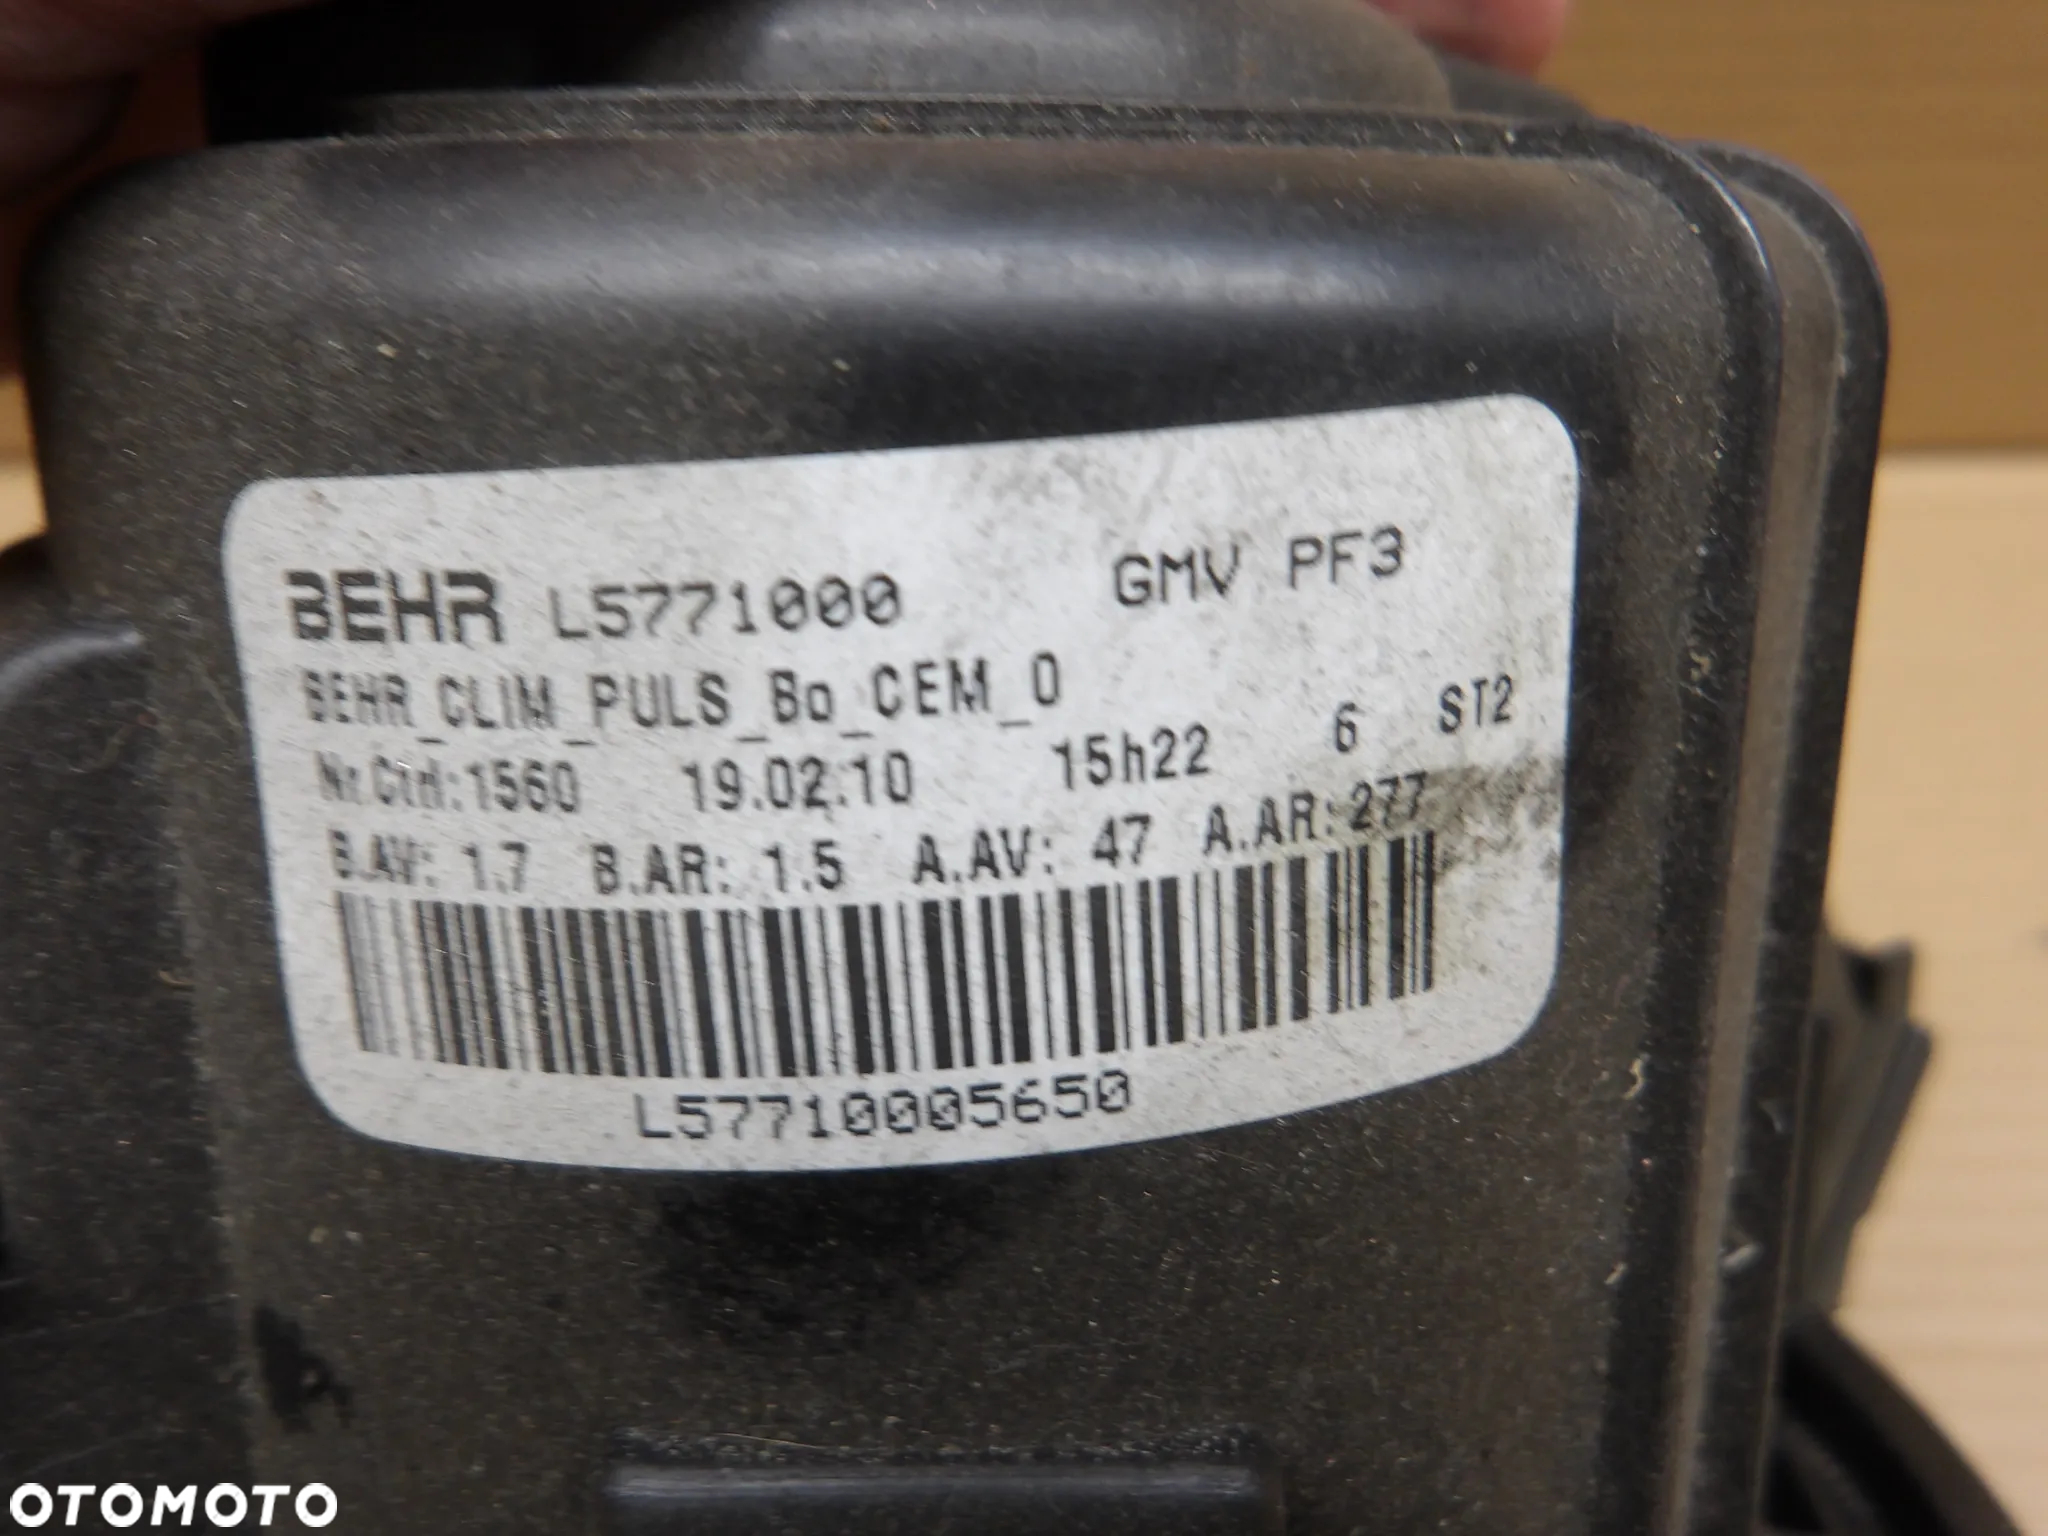 BEHR L5771000 GMV PF3
BEHR_CLIM_PULS_Bo_CEM_0
Nr.Ctrl:1560 19.02.10 15h22 6 ST2
B.AV: 1.7 B.AR: 1.5 A.AV: 47 A.AR:277
L57710005650
OTOMOTO